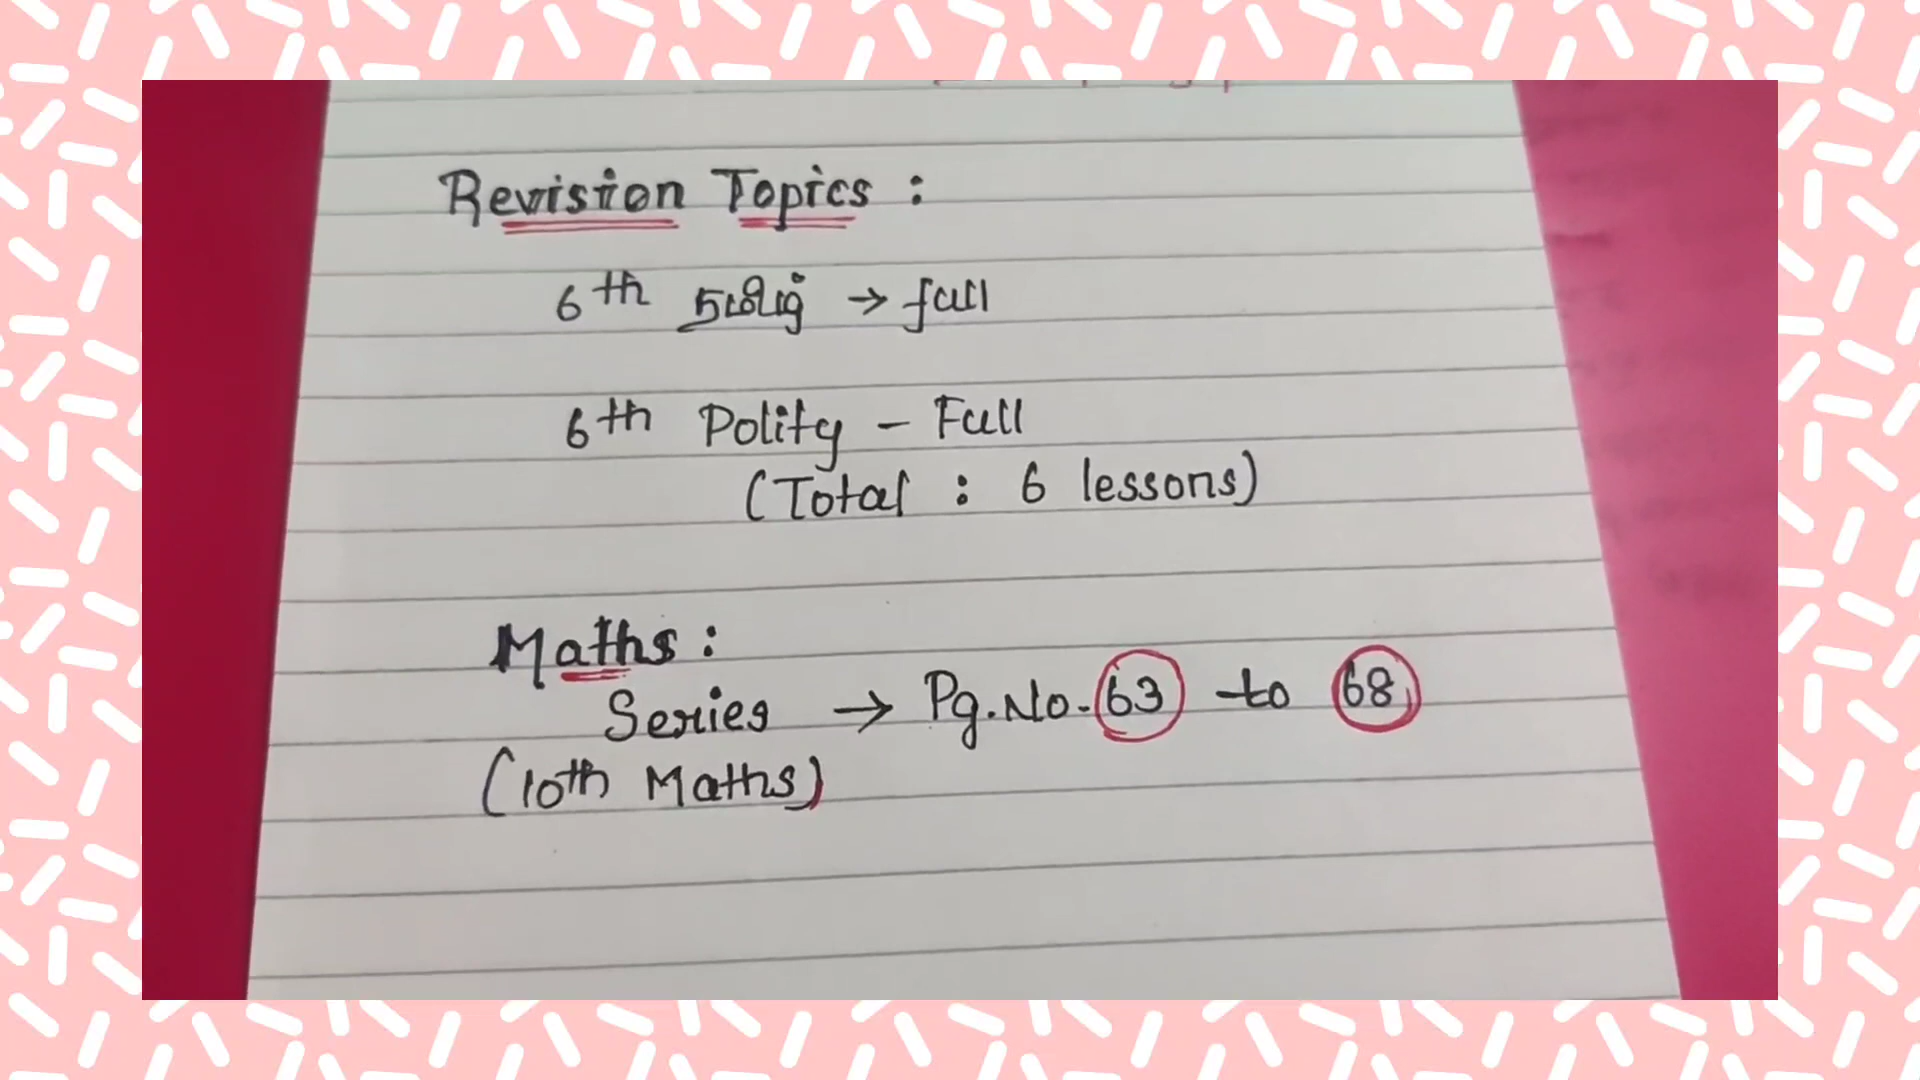 Revision Topics :
6th தமிழ் → full
6th Polity - Full
(Total : 6 lessons)
Maths :
Series → Pg.No. 63 to 68
(10th Maths)